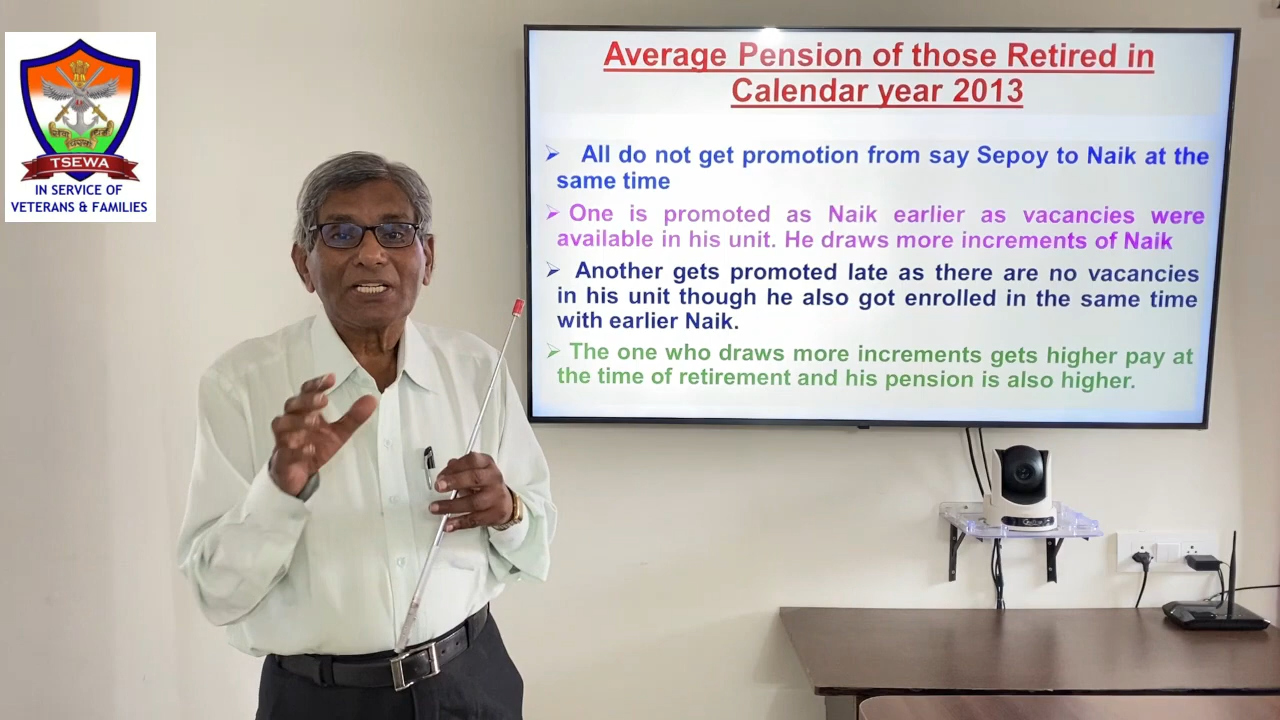 TSEWA
IN SERVICE OF
VETERANS & FAMILIES
Average Pension of those Retired in
Calendar year 2013
➢ All do not get promotion from say Sepoy to Naik at the
same time
➢ One is promoted as Naik earlier as vacancies were
available in his unit. He draws more increments of Naik
➢ Another gets promoted late as there are no vacancies
in his unit though he also got enrolled in the same time
with earlier Naik.
➢ The one who draws more increments gets higher pay at
the time of retirement and his pension is also higher.